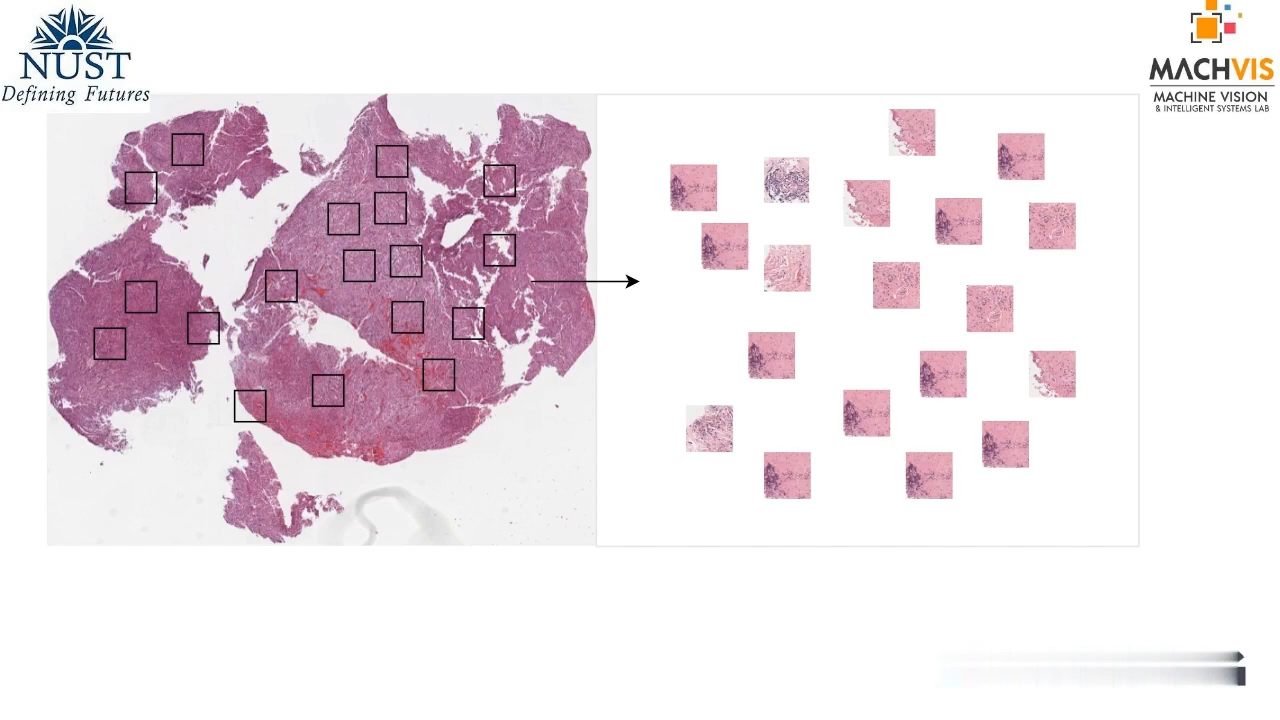 NUST
Defining Futures
MACHVIS
MACHINE VISION
& INTELLIGENT SYSTEMS LAB